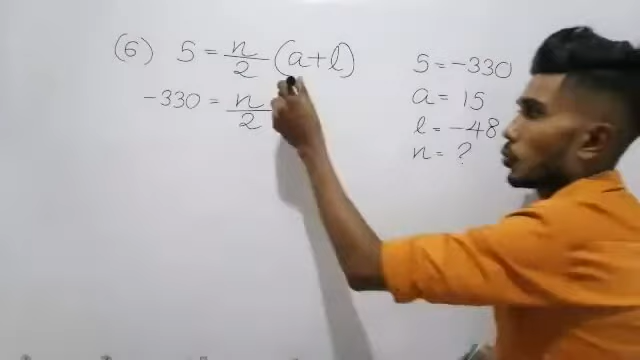 (6) S = n/2 (a+l)
-330 = n/2
S = -330
a = 15
l = -48
n = ?